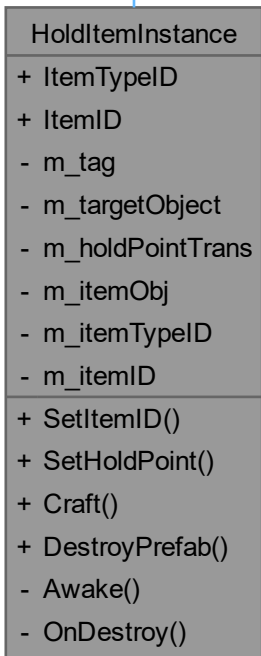 HoldItemInstance
+ ItemTypeID
+ ItemID
- m_tag
- m_targetObject
- m_holdPointTrans
- m_itemObj
- m_itemTypeID
- m_itemID
+ SetItemID()
+ SetHoldPoint()
+ Craft()
+ DestroyPrefab()
- Awake()
- OnDestroy()